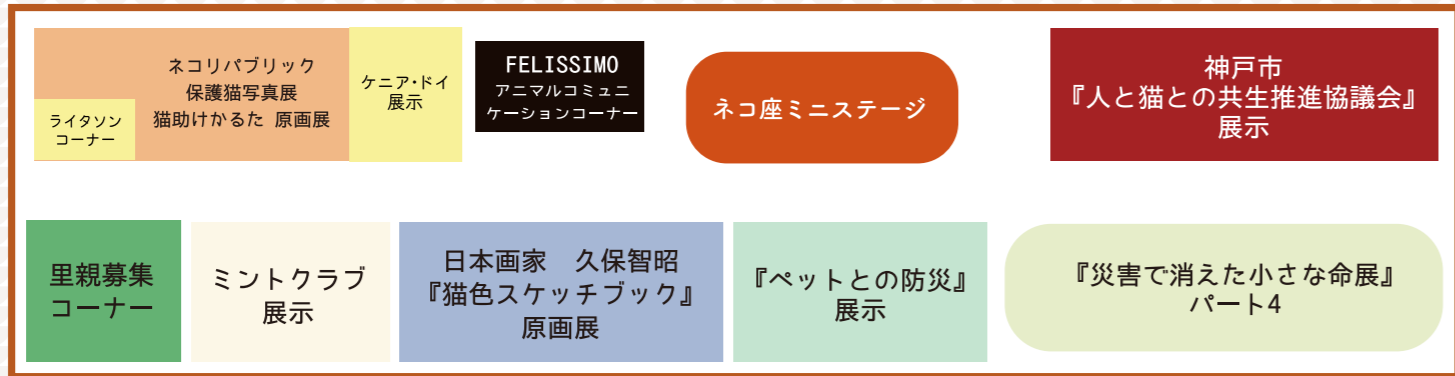 ネコリパブリック
保護猫写真展
猫助けかるた 原画展
ライタソン
コーナー
ケニア・ドイ
展示
FELISSIMO
アニマルコミュニ
ケーションコーナー
ネコ座ミニステージ
神戸市
『人と猫との共生推進協議会』
展示
里親募集
コーナー
ミントクラブ
展示
日本画家　久保智昭
『猫色スケッチブック』
原画展
『ペットとの防災』
展示
『災害で消えた小さな命展』
パート4